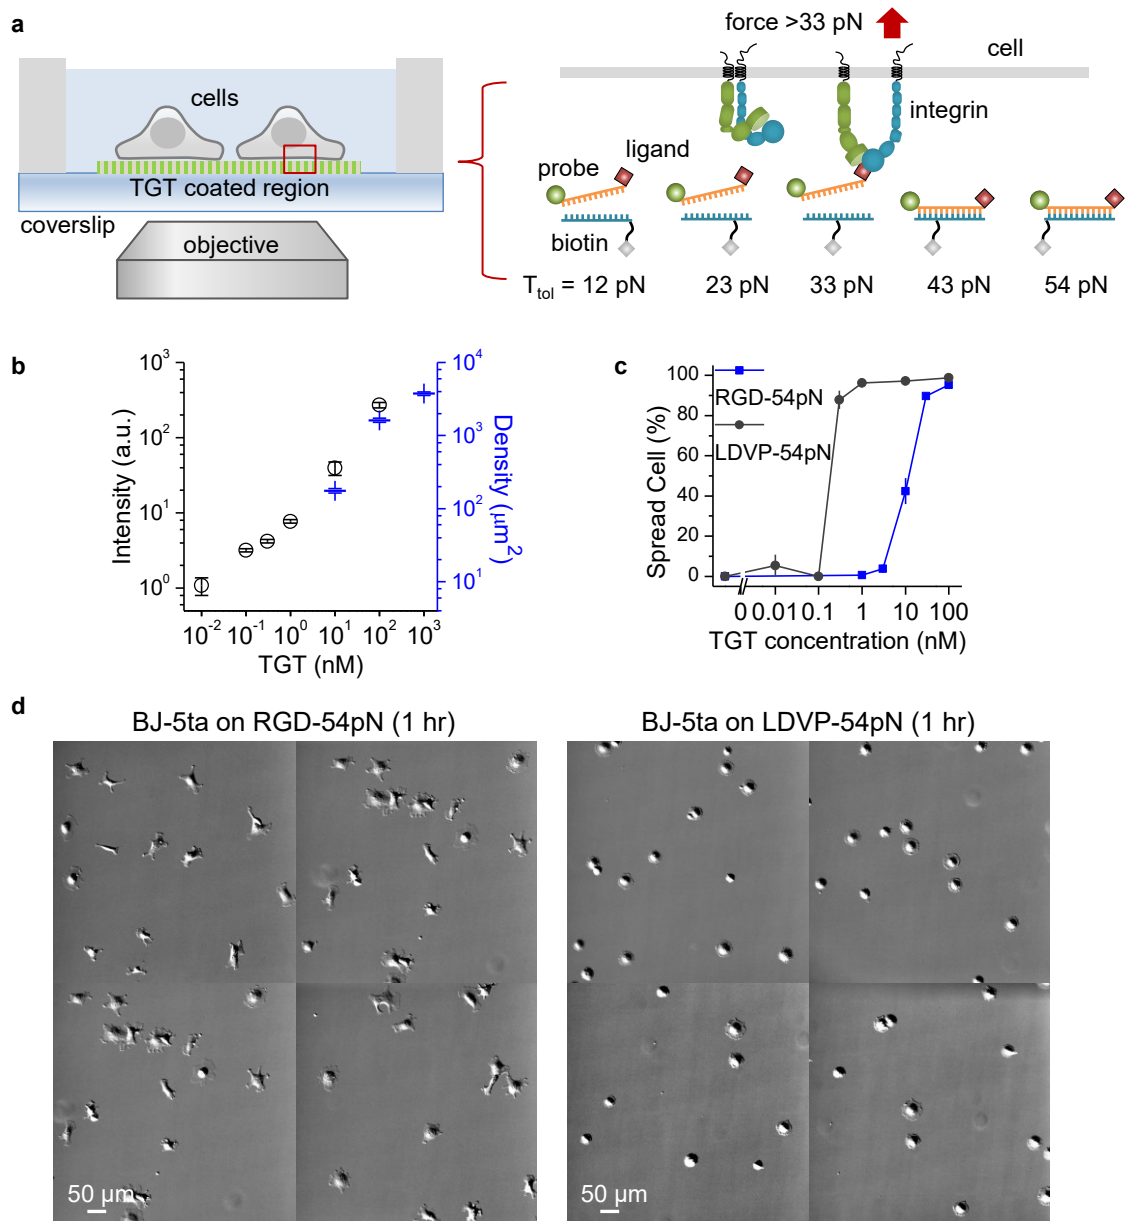 a
force >33 pN
cell
cells
integrin
ligand
probe
TGT coated region
coverslip
biotin
objective
T_tol = 12 pN 23 pN 33 pN 43 pN 54 pN
b
10^3
10^2
10^1
10^0
Intensity (a.u.)
10^4
10^3
10^2
10^1
Density (μm^2)
10^-2 10^-1 10^0 10^1 10^2 10^3
TGT (nM)
c
100
80
60
40
20
0
Spread Cell (%)
RGD-54pN
LDVP-54pN
0 0.01 0.1 1 10 100
TGT concentration (nM)
d
BJ-5ta on RGD-54pN (1 hr)
BJ-5ta on LDVP-54pN (1 hr)
50 μm
50 μm